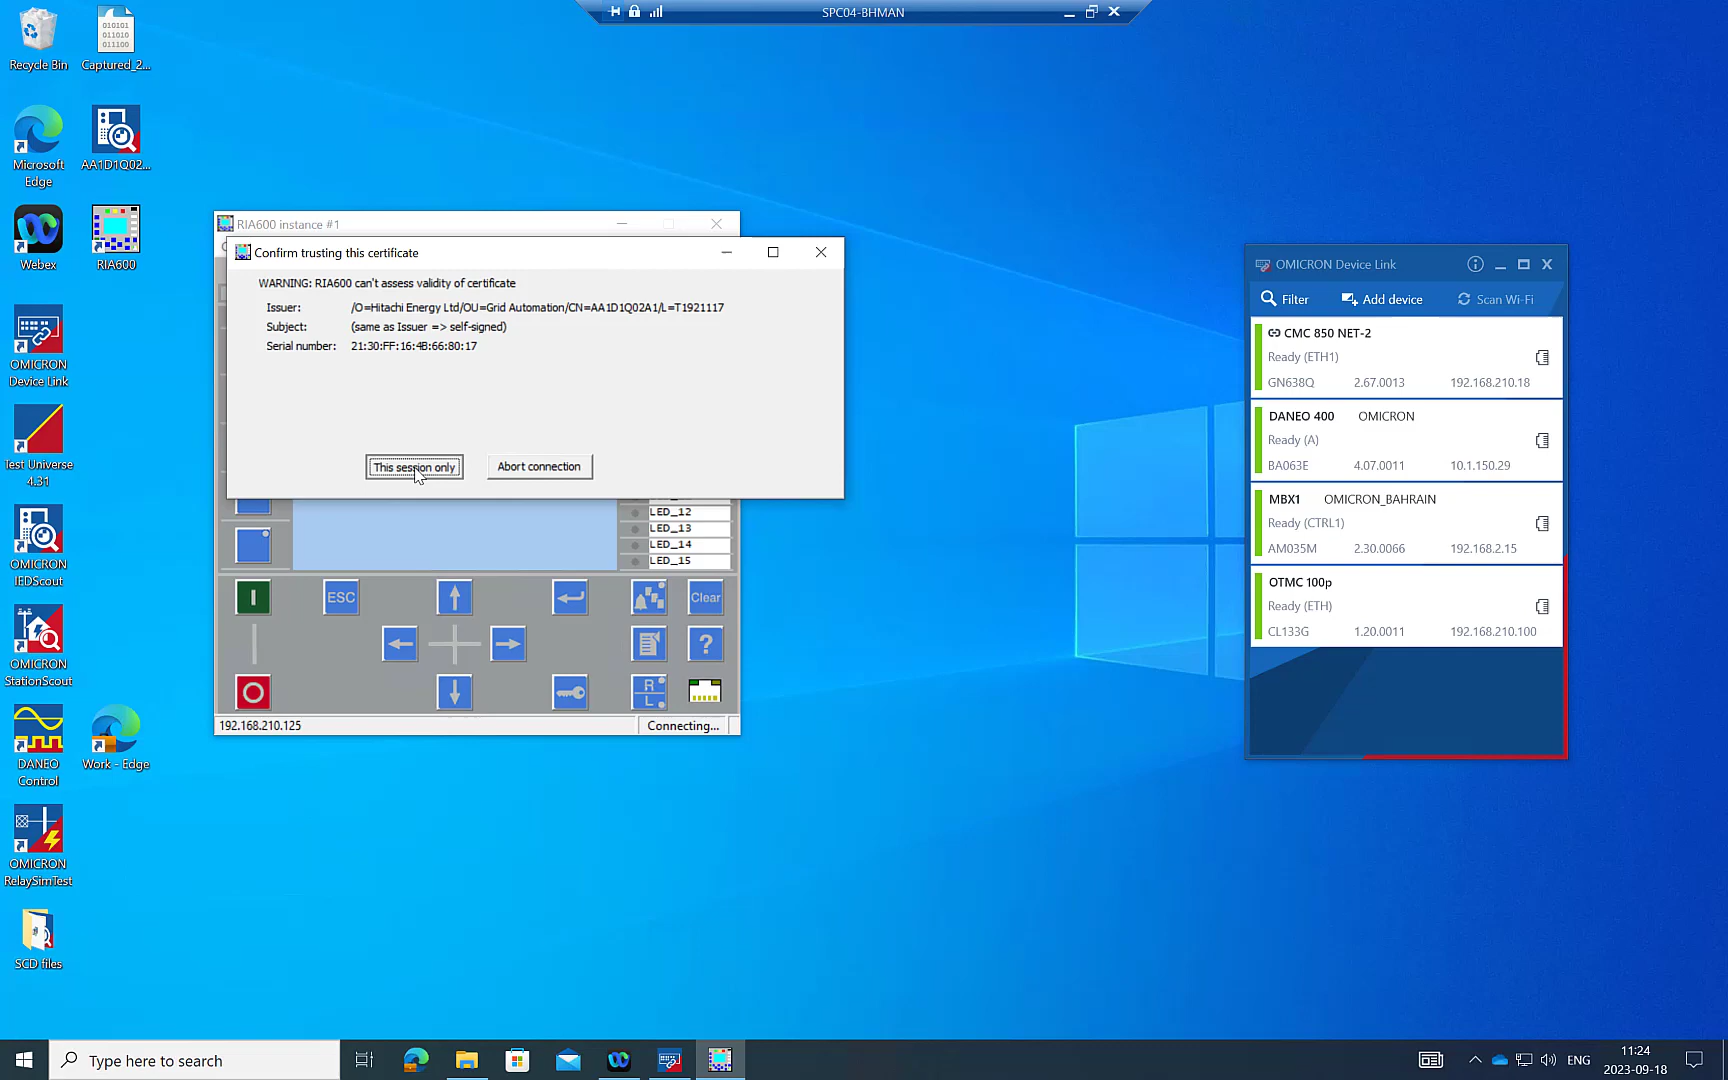 SPC04-BHMAN
Recycle Bin
Captured_2...
Microsoft
Edge
AA1D1Q02...
Webex
RIA600
OMICRON
Device Link
Test Universe
4.31
OMICRON
IEDScout
OMICRON
StationScout
DANEO
Control
Work - Edge
OMICRON
RelaySimTest
SCD files
RIA600 instance #1
Confirm trusting this certificate
WARNING: RIA600 can't assess validity of certificate
Issuer: /O=Hitachi Energy Ltd/OU=Grid Automation/CN=AA1D1Q02A1/L=T1921117
Subject: (same as Issuer => self-signed)
Serial number: 21:30:FF:16:4B:66:80:17
This session only
Abort connection
LED_12
LED_13
LED_14
LED_15
ESC
Clear
?
R
L
192.168.210.125
Connecting...
OMICRON Device Link
Filter
Add device
Scan Wi-Fi
CMC 850 NET-2
Ready (ETH1)
GN638Q 2.67.0013 192.168.210.18
DANEO 400 OMICRON
Ready (A)
BA063E 4.07.0011 10.1.150.29
MBX1 OMICRON_BAHRAIN
Ready (CTRL1)
AM035M 2.30.0066 192.168.2.15
OTMC 100p
Ready (ETH)
CL133G 1.20.0011 192.168.210.100
Type here to search
ENG
11:24
2023-09-18